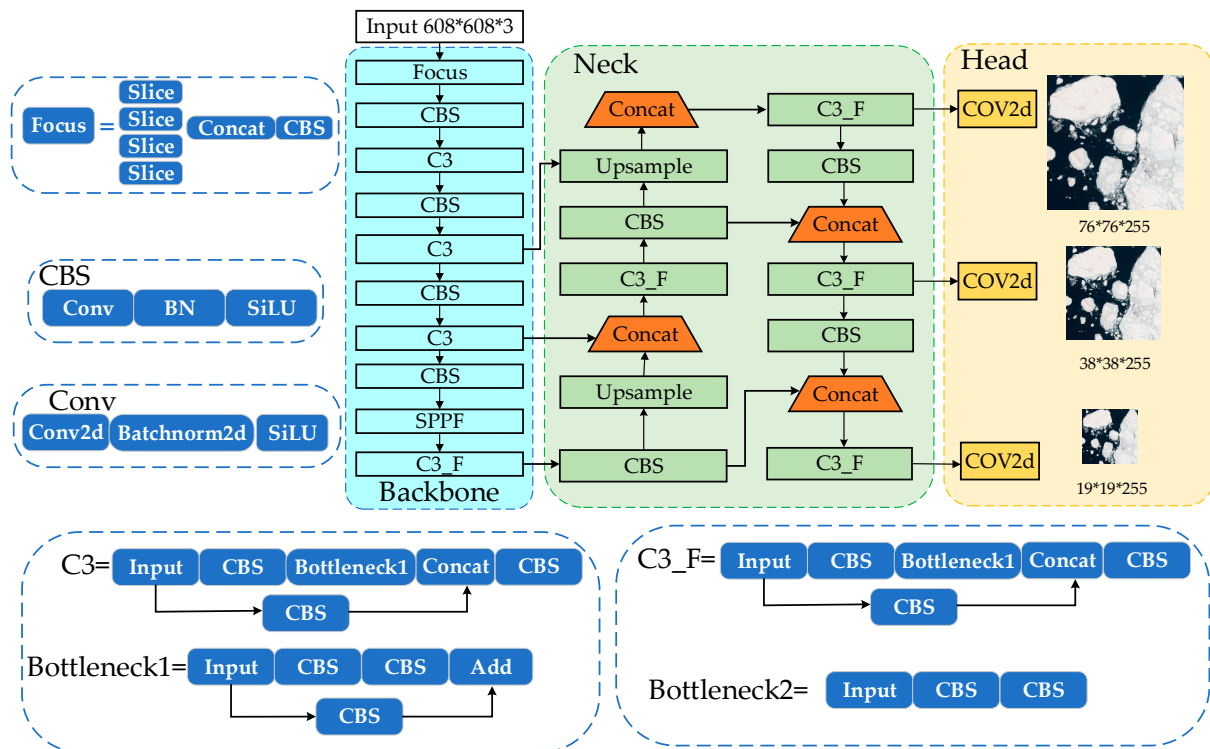 Input 608*608*3
Focus
CBS
C3
CBS
C3
CBS
C3
CBS
SPPF
C3_F
Backbone
Focus
=
Slice
Slice
Slice
Slice
Concat
CBS
CBS
Conv
BN
SiLU
Conv
Conv2d
Batchnorm2d
SiLU
Neck
Concat
Upsample
CBS
C3_F
Concat
Upsample
CBS
C3_F
CBS
Concat
C3_F
CBS
Concat
C3_F
Head
COV2d
76*76*255
COV2d
38*38*255
COV2d
19*19*255
C3= Input CBS Bottleneck1 Concat CBS
CBS
Bottleneck1= Input CBS CBS Add
CBS
C3_F= Input CBS Bottleneck1 Concat CBS
CBS
Bottleneck2= Input CBS CBS